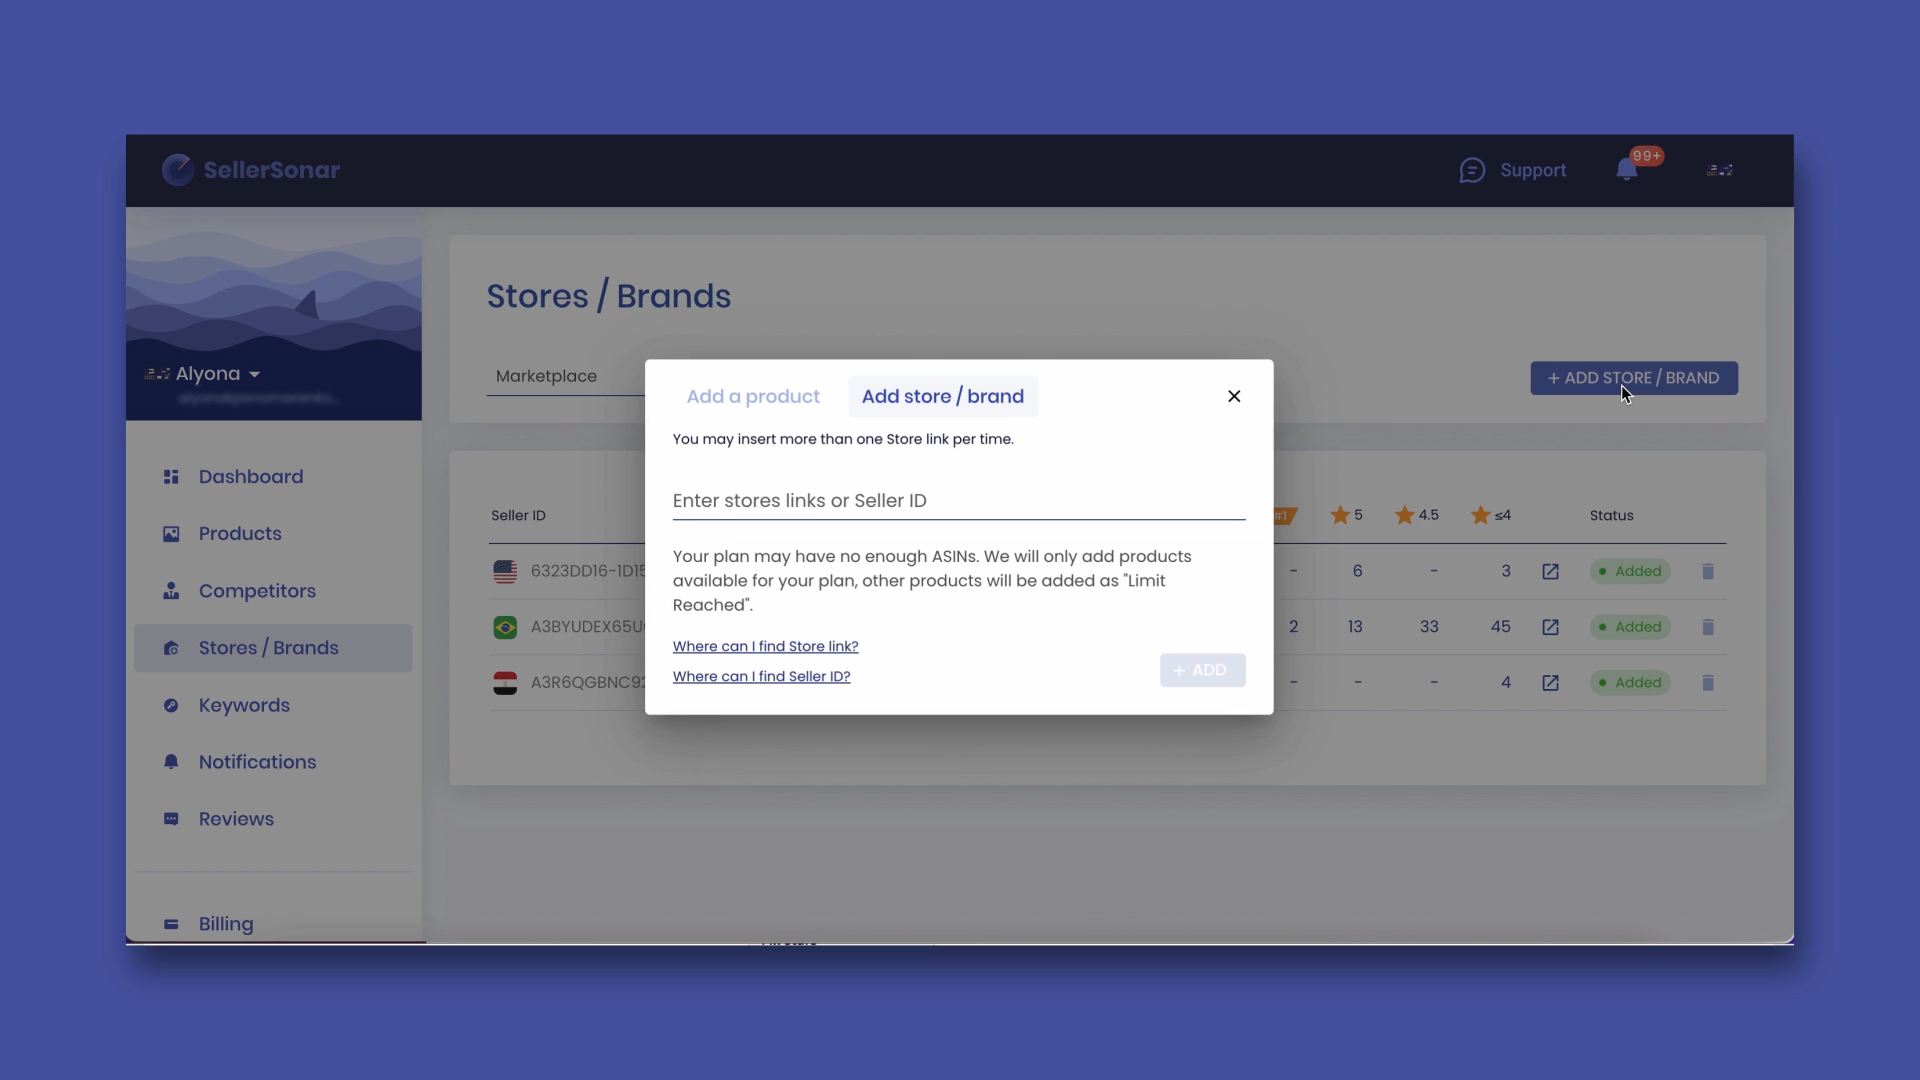 SellerSonar
Support
99+
Stores / Brands
Alyona
Marketplace
+ ADD STORE / BRAND
Add a product
Add store / brand
You may insert more than one Store link per time.
Enter stores links or Seller ID
Your plan may have no enough ASINs. We will only add products
available for your plan, other products will be added as "Limit
Reached".
Where can I find Store link?
Where can I find Seller ID?
+ ADD
Dashboard
Products
Competitors
Stores / Brands
Keywords
Notifications
Reviews
Billing
Seller ID
#1
5
4.5
≤4
Status
6323DD16-1D15
-
6
-
3
Added
A3BYUDEX65U
2
13
33
45
Added
A3R6QGBNC92
-
-
-
4
Added